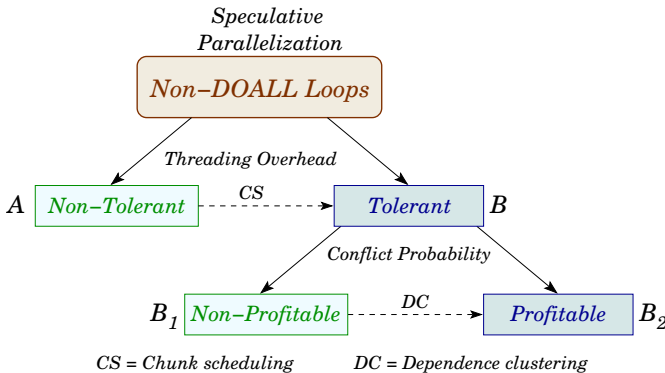 Speculative
Parallelization
Non−DOALL Loops
Threading Overhead
A Non−Tolerant CS Tolerant B
Conflict Probability
B1 Non−Profitable DC Profitable B2
CS = Chunk scheduling DC = Dependence clustering